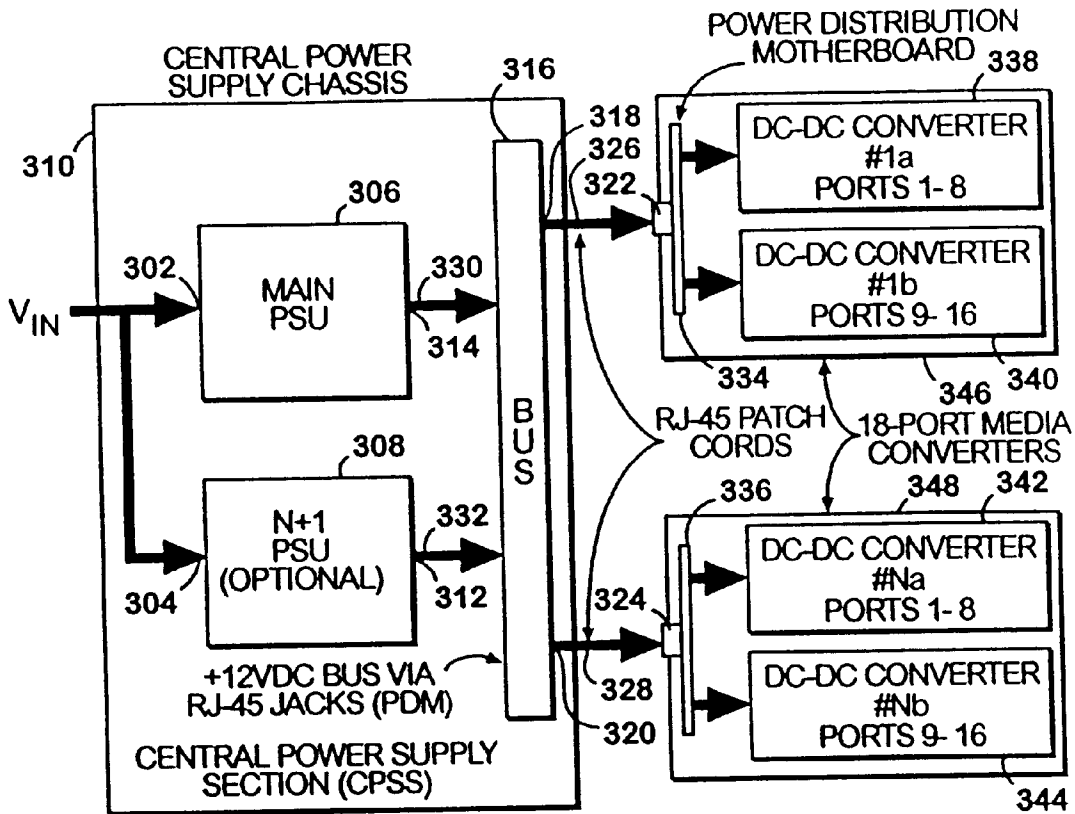 POWER DISTRIBUTION
MOTHERBOARD
CENTRAL POWER
SUPPLY CHASSIS
316
338
310
318
326
322
DC-DC CONVERTER
#1a
PORTS 1-8
306
302
330
MAIN
PSU
VIN
314
DC-DC CONVERTER
#1b
PORTS 9-16
334
346
340
BUS
RJ-45 PATCH
CORDS
18-PORT MEDIA
CONVERTERS
308
336
348
342
N+1
PSU
(OPTIONAL)
332
304
312
324
DC-DC CONVERTER
#Na
PORTS 1-8
+12VDC BUS VIA
RJ-45 JACKS (PDM)
328
320
DC-DC CONVERTER
#Nb
PORTS 9-16
CENTRAL POWER SUPPLY
SECTION (CPSS)
344